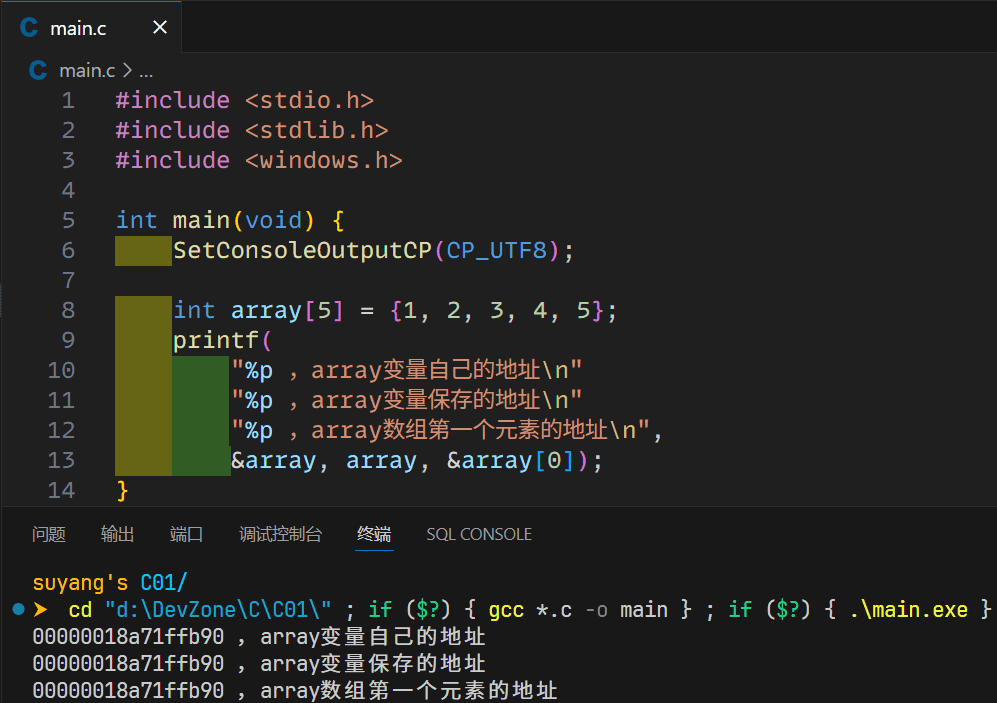 C main.c ×
C main.c > ...
1 #include <stdio.h>
2 #include <stdlib.h>
3 #include <windows.h>
4
5 int main(void) {
6 SetConsoleOutputCP(CP_UTF8);
7
8 int array[5] = {1, 2, 3, 4, 5};
9 printf(
10 "%p ，array变量自己的地址\n"
11 "%p ，array变量保存的地址\n"
12 "%p ，array数组第一个元素的地址\n",
13 &array, array, &array[0]);
14 }
问题 输出 端口 调试控制台 终端 SQL CONSOLE
suyang's C01/
cd "d:\DevZone\C\C01\" ; if ($?) { gcc *.c -o main } ; if ($?) { .\main.exe }
00000018a71ffb90 ，array变量自己的地址
00000018a71ffb90 ，array变量保存的地址
00000018a71ffb90 ，array数组第一个元素的地址